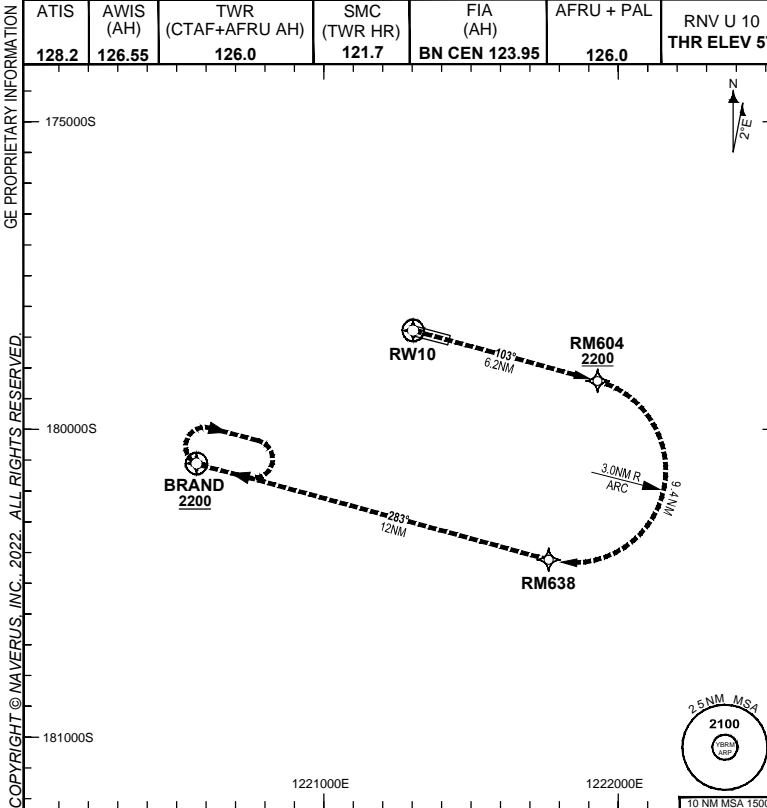 ATIS
128.2
AWIS
(AH)
126.55
TWR
(CTAF+AFRU AH)
126.0
SMC
(TWR HR)
121.7
FIA
(AH)
BN CEN 123.95
AFRU + PAL
126.0
RNV U 10
THR ELEV
GE PROPRIETARY INFORMATION
COPYRIGHT © NAVERUS, INC., 2022. ALL RIGHTS RESERVED.
175000S
N
2°E
RW10
103°
6.2NM
RM604
2200
180000S
BRAND
2200
3.0NM R
ARC
9.4NM
283°
12NM
RM638
25NM MSA
2100
YBRM
ARP
181000S
1221000E
1222000E
10 NM MSA 1500